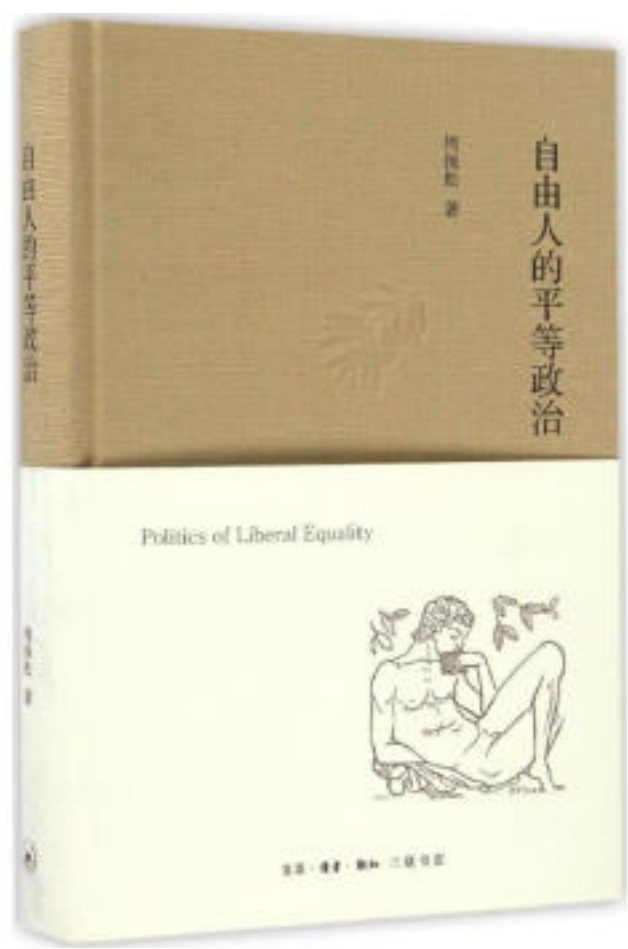 自由人的平等政治
周保松 著
自由人的平等政治
Politics of Liberal Equality
周保松 著
生活·读书·新知 三联书店